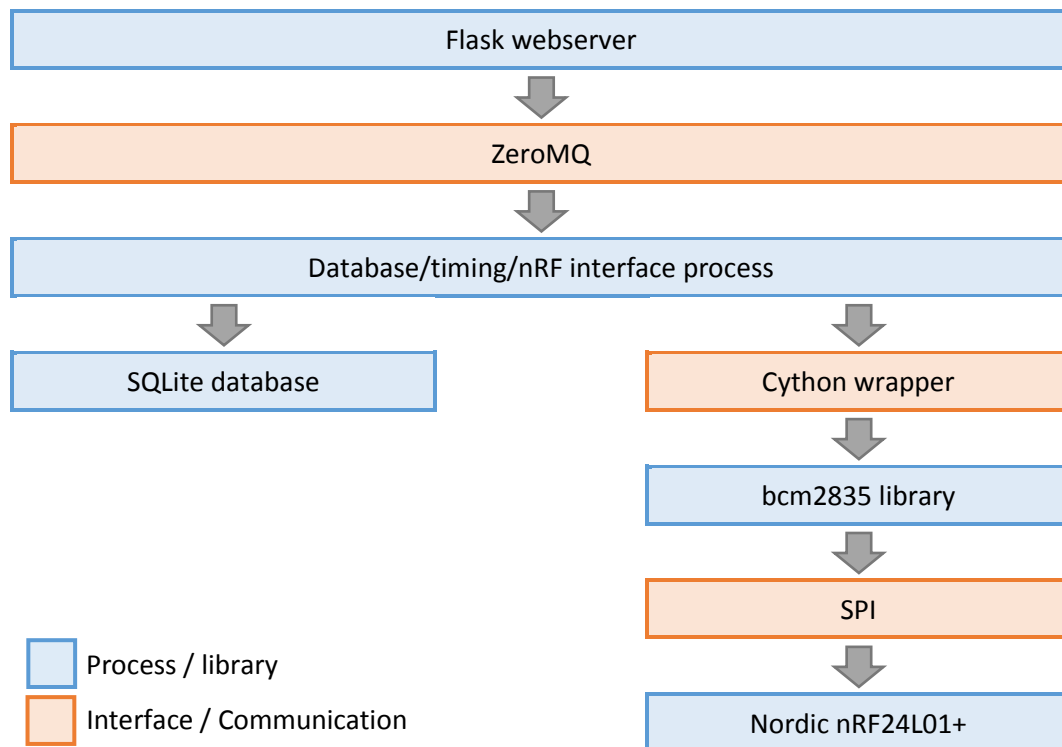 Flask webserver
ZeroMQ
Database/timing/nRF interface process
SQLite database
Cython wrapper
bcm2835 library
SPI
Nordic nRF24L01+
Process / library
Interface / Communication